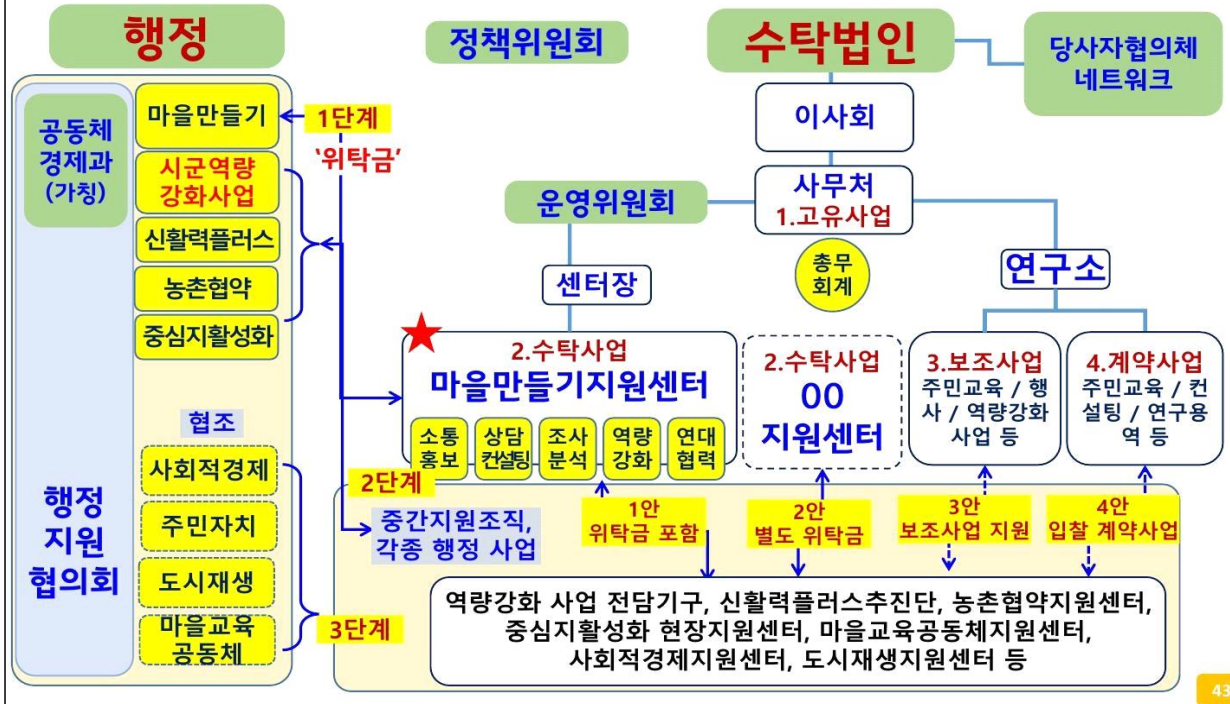 행정
정책위원회
수탁법인
당사자협의체
네트워크
공동체
경제과
(가칭)
마을만들기
시군역량
강화사업
신활력플러스
농촌협약
중심지활성화
1단계
'위탁금'
이사회
사무처
1.고유사업
운영위원회
총무
회계
센터장
연구소
2.수탁사업
마을만들기지원센터
소통
홍보
상담
컨설팅
조사
분석
역량
강화
연대
협력
2.수탁사업
00
지원센터
3.보조사업
주민교육 / 행
사 / 역량강화
사업 등
4.계약사업
주민교육 / 컨
설팅 / 연구용
역 등
행정
지원
협의회
협조
사회적경제
주민자치
도시재생
마을교육
공동체
2단계
중간지원조직,
각종 행정 사업
3단계
1안
위탁금 포함
2안
별도 위탁금
3안
보조사업 지원
4안
입찰 계약사업
역량강화 사업 전담기구, 신활력플러스추진단, 농촌협약지원센터,
중심지활성화 현장지원센터, 마을교육공동체지원센터,
사회적경제지원센터, 도시재생지원센터 등
43